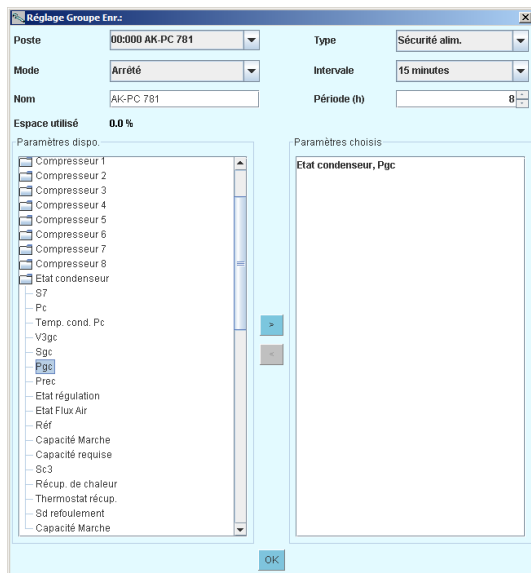 Réglage Groupe Enr.:
Poste 00:000 AK-PC 781 Type Sécurité alim.
Mode Arrêté Intervale 15 minutes
Nom AK-PC 781 Période (h) 8
Espace utilisé 0.0 %
Paramètres dispo. Paramètres choisis
Compresseur 1 Etat condenseur, Pgc
Compresseur 2
Compresseur 3
Compresseur 4
Compresseur 5
Compresseur 6
Compresseur 7
Compresseur 8
Etat condenseur
S7
Pc
Temp. cond. Pc
V3gc
Sgc
Pgc
Prec
Etat régulation
Etat Flux Air
Réf
Capacité Marche
Capacité requise
Sc3
Récup. de chaleur
Thermostat récup.
Sd refoulement
Capacité Marche
>
<
OK